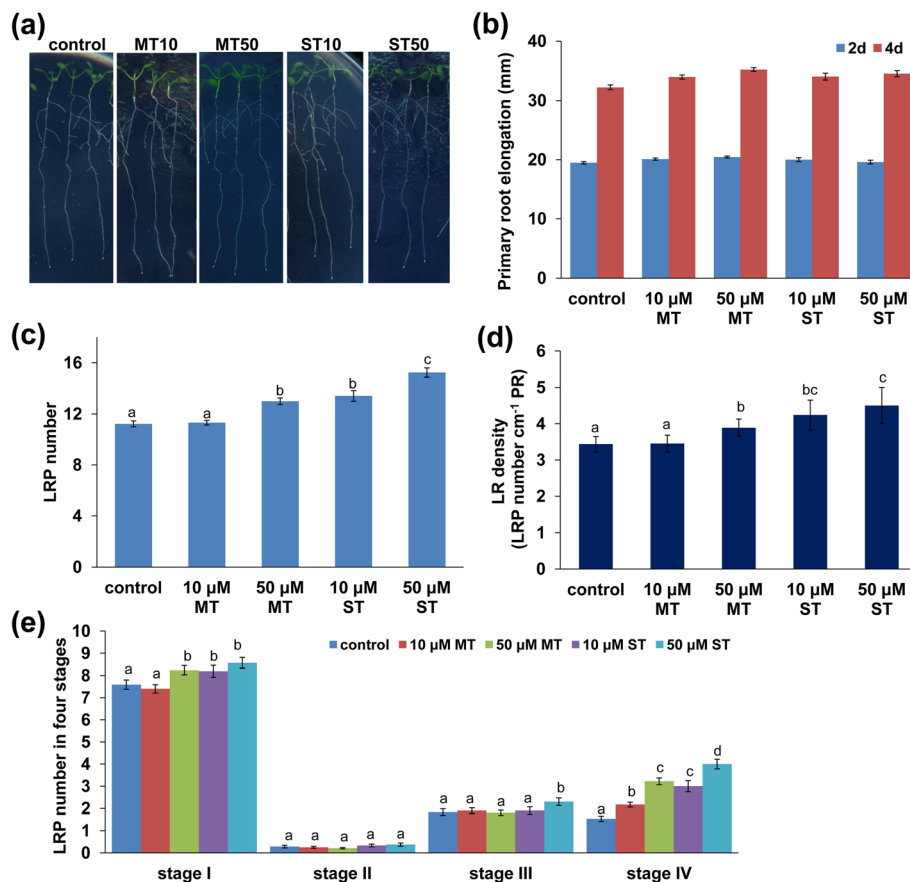 (a)
control MT10 MT50 ST10 ST50
(b)
2d 4d
Primary root elongation (mm)
40
30
20
10
0
control 10 µM MT 50 µM MT 10 µM ST 50 µM ST
(c)
LRP number
16
12
8
4
0
a a b b c
control 10 µM MT 50 µM MT 10 µM ST 50 µM ST
(d)
LR density
(LRP number cm⁻¹ PR)
6
5
4
3
2
1
0
a a b bc c
control 10 µM MT 50 µM MT 10 µM ST 50 µM ST
(e)
control 10 µM MT 50 µM MT 10 µM ST 50 µM ST
LRP number in four stages
10
9
8
7
6
5
4
3
2
1
0
a a b b b
a a a a a
a a a a b
a b c c d
stage I stage II stage III stage IV